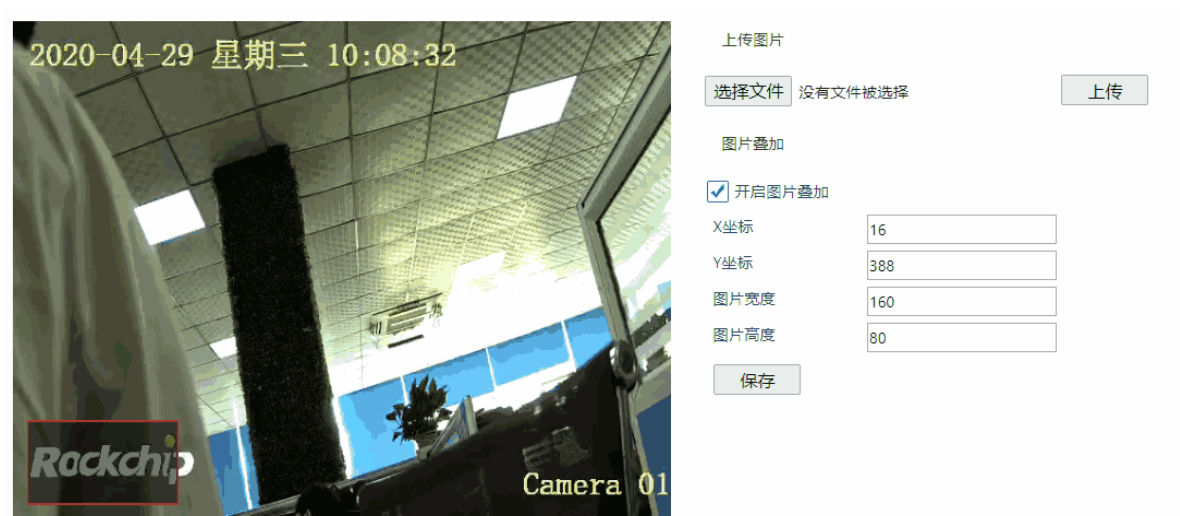 2020-04-29 星期三 10:08:32
Rockchip
Camera 01
上传图片
选择文件 没有文件被选择 上传
图片叠加
开启图片叠加
X坐标 16
Y坐标 388
图片宽度 160
图片高度 80
保存